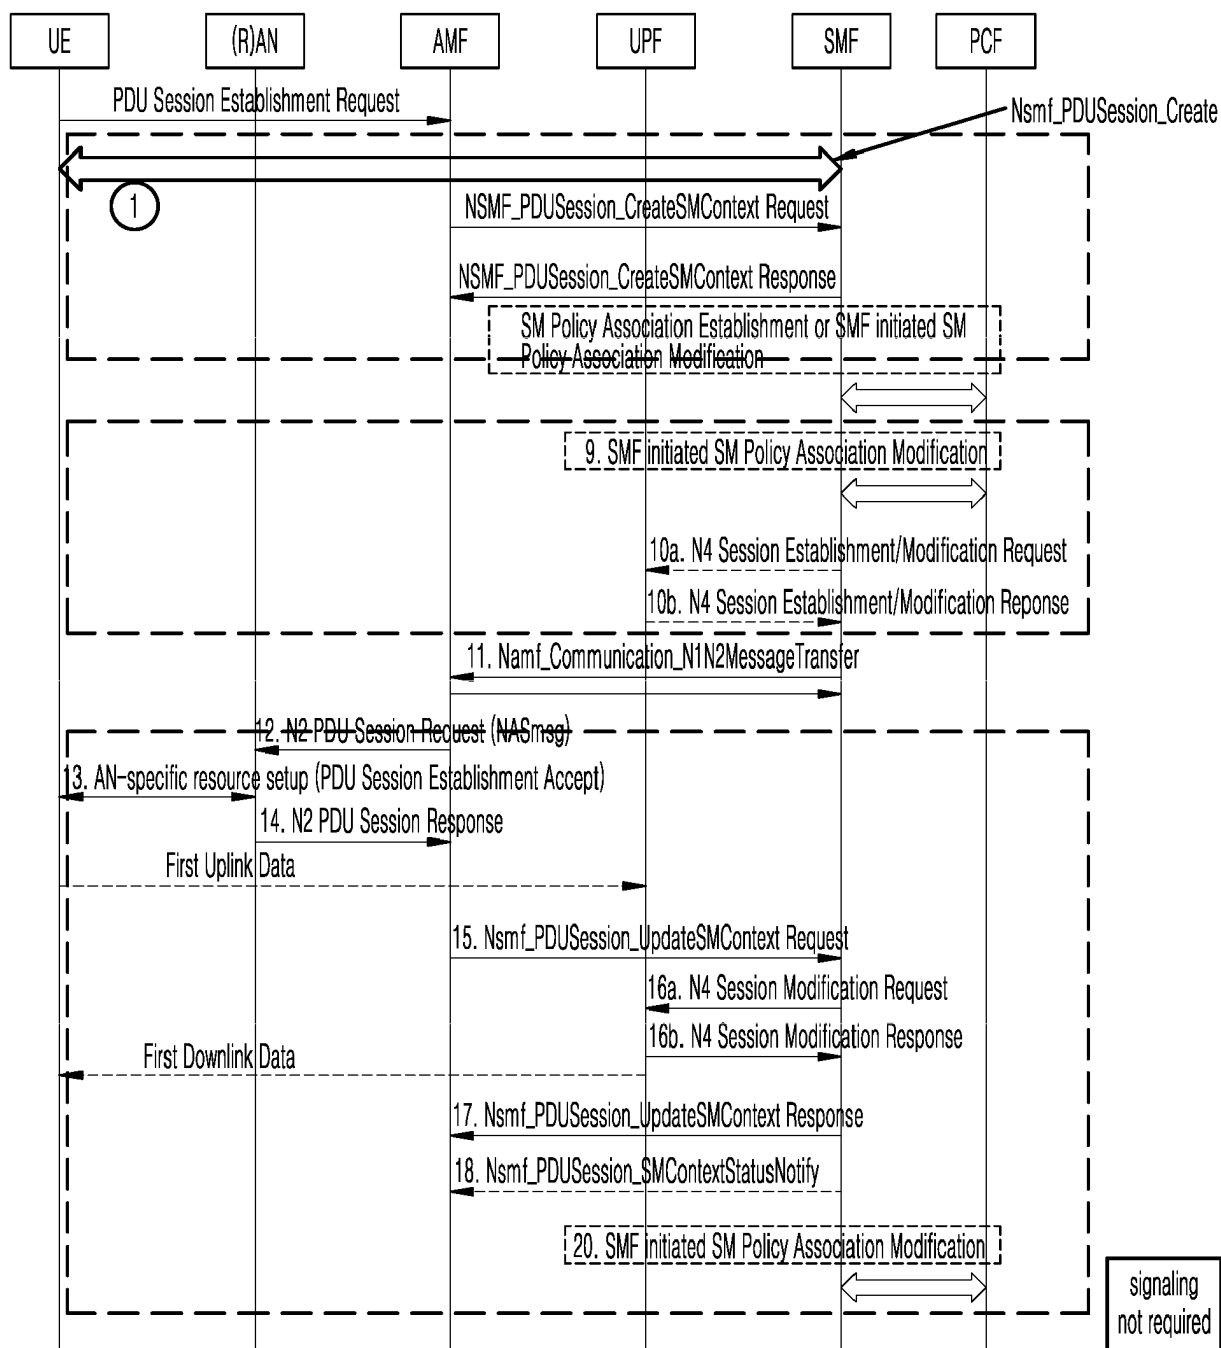 UE
(R)AN
AMF
UPF
SMF
PCF
PDU Session Establishment Request
Nsmf_PDUSession_Create
1
NSMF_PDUSession_CreateSMContext Request
NSMF_PDUSession_CreateSMContext Response
SM Policy Association Establishment or SMF initiated SM
Policy Association Modification
9. SMF initiated SM Policy Association Modification
10a. N4 Session Establishment/Modification Request
10b. N4 Session Establishment/Modification Reponse
11. Namf_Communication_N1N2MessageTransfer
12. N2 PDU Session Request (NASmsg)
13. AN-specific resource setup (PDU Session Establishment Accept)
14. N2 PDU Session Response
First Uplink Data
15. Nsmf_PDUSession_UpdateSMContext Request
16a. N4 Session Modification Request
16b. N4 Session Modification Response
First Downlink Data
17. Nsmf_PDUSession_UpdateSMContext Response
18. Nsmf_PDUSession_SMContextStatusNotify
20. SMF initiated SM Policy Association Modification
signaling
not required